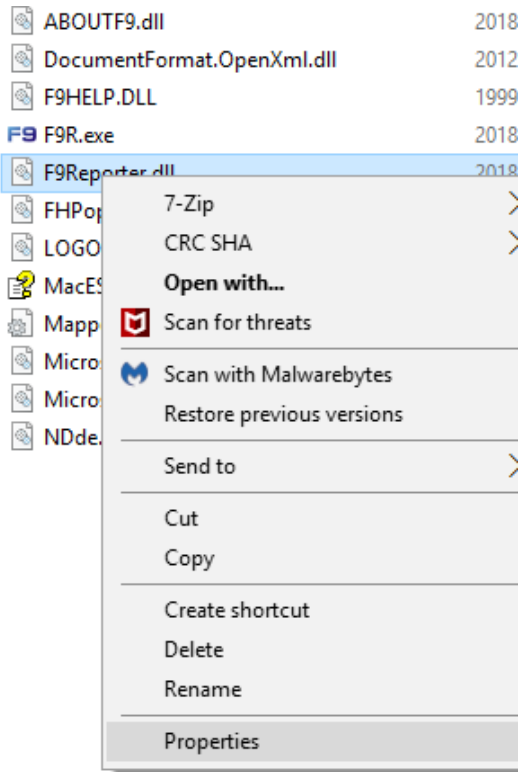 ABOUTF9.dll 2018
DocumentFormat.OpenXml.dll 2012
F9HELP.DLL 1999
F9 F9R.exe 2018
F9Reporter.dll 2018
7-Zip
CRC SHA
Open with...
Scan for threats
Scan with Malwarebytes
Restore previous versions
Send to
Cut
Copy
Create shortcut
Delete
Rename
Properties
FHPop
LOGO
MacES
Mapp
Micro
Micro
NDde.